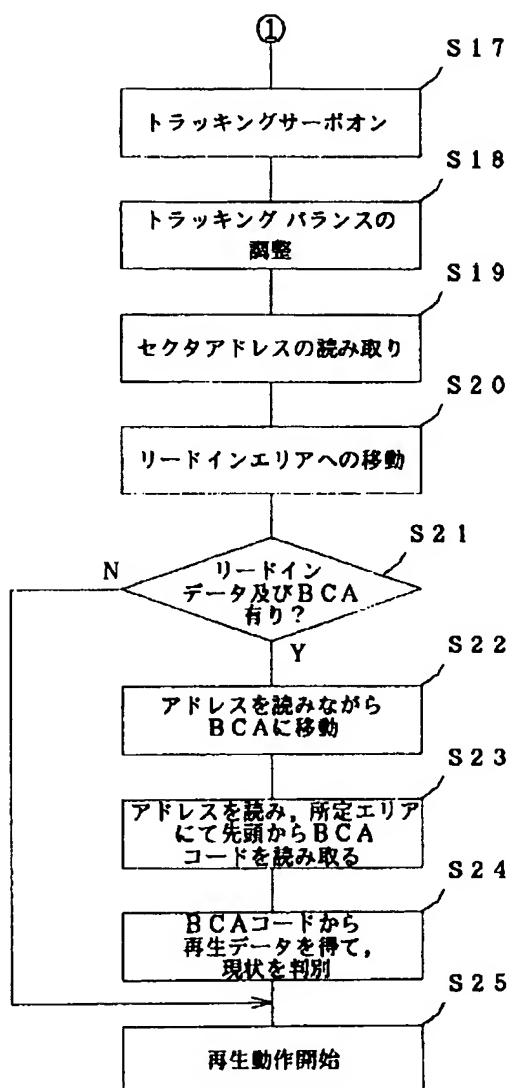 ①
S17
トラッキングサーボオン
S18
トラッキング バランスの
調整
S19
セクタアドレスの読み取り
S20
リードインエリアへの移動
S21
N
リードイン
データ及びBCA
有り？
Y
S22
アドレスを読みながら
BCAに移動
S23
アドレスを読み，所定エリア
にて先頭からBCA
コードを読み取る
S24
BCAコードから
再生データを得て，
現状を判別
S25
再生動作開始